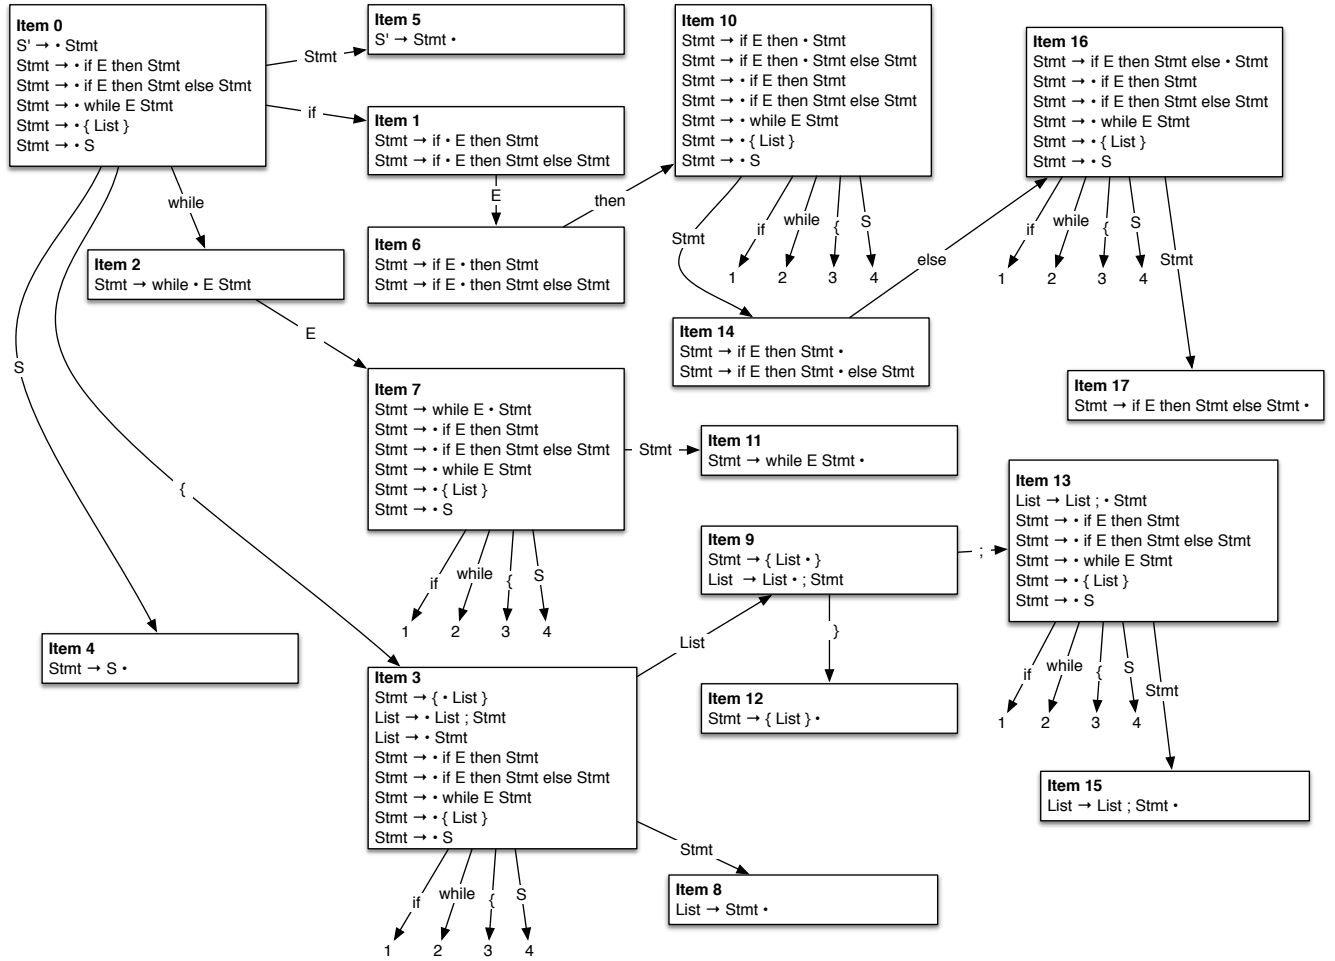 Item 0
S' → • Stmt
Stmt → • if E then Stmt
Stmt → • if E then Stmt else Stmt
Stmt → • while E Stmt
Stmt → • { List }
Stmt → • S
Stmt
if
while
S
{
Item 5
S' → Stmt •
Item 1
Stmt → if • E then Stmt
Stmt → if • E then Stmt else Stmt
E
Item 6
Stmt → if E • then Stmt
Stmt → if E • then Stmt else Stmt
then
Item 10
Stmt → if E then • Stmt
Stmt → if E then • Stmt else Stmt
Stmt → • if E then Stmt
Stmt → • if E then Stmt else Stmt
Stmt → • while E Stmt
Stmt → • { List }
Stmt → • S
Stmt
if while { S
1 2 3 4
Item 14
Stmt → if E then Stmt •
Stmt → if E then Stmt • else Stmt
else
Item 16
Stmt → if E then Stmt else • Stmt
Stmt → • if E then Stmt
Stmt → • if E then Stmt else Stmt
Stmt → • while E Stmt
Stmt → • { List }
Stmt → • S
if while { S Stmt
1 2 3 4
Item 17
Stmt → if E then Stmt else Stmt •
Item 2
Stmt → while • E Stmt
E
Item 7
Stmt → while E • Stmt
Stmt → • if E then Stmt
Stmt → • if E then Stmt else Stmt
Stmt → • while E Stmt
Stmt → • { List }
Stmt → • S
Stmt
if while { S
1 2 3 4
Item 11
Stmt → while E Stmt •
Item 4
Stmt → S •
Item 3
Stmt → { • List }
List → • List ; Stmt
List → • Stmt
Stmt → • if E then Stmt
Stmt → • if E then Stmt else Stmt
Stmt → • while E Stmt
Stmt → • { List }
Stmt → • S
List
Stmt
if while { S
1 2 3 4
Item 9
Stmt → { List • }
List → List • ; Stmt
;
}
Item 12
Stmt → { List } •
Item 13
List → List ; • Stmt
Stmt → • if E then Stmt
Stmt → • if E then Stmt else Stmt
Stmt → • while E Stmt
Stmt → • { List }
Stmt → • S
if while { S Stmt
1 2 3 4
Item 15
List → List ; Stmt •
Item 8
List → Stmt •